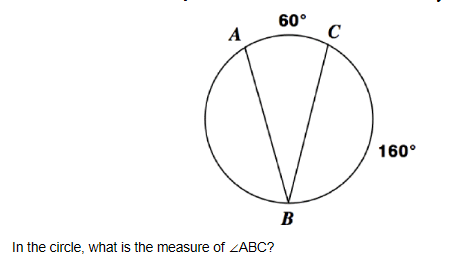 60°
A C
160°
B
In the circle, what is the measure of ∠ABC?